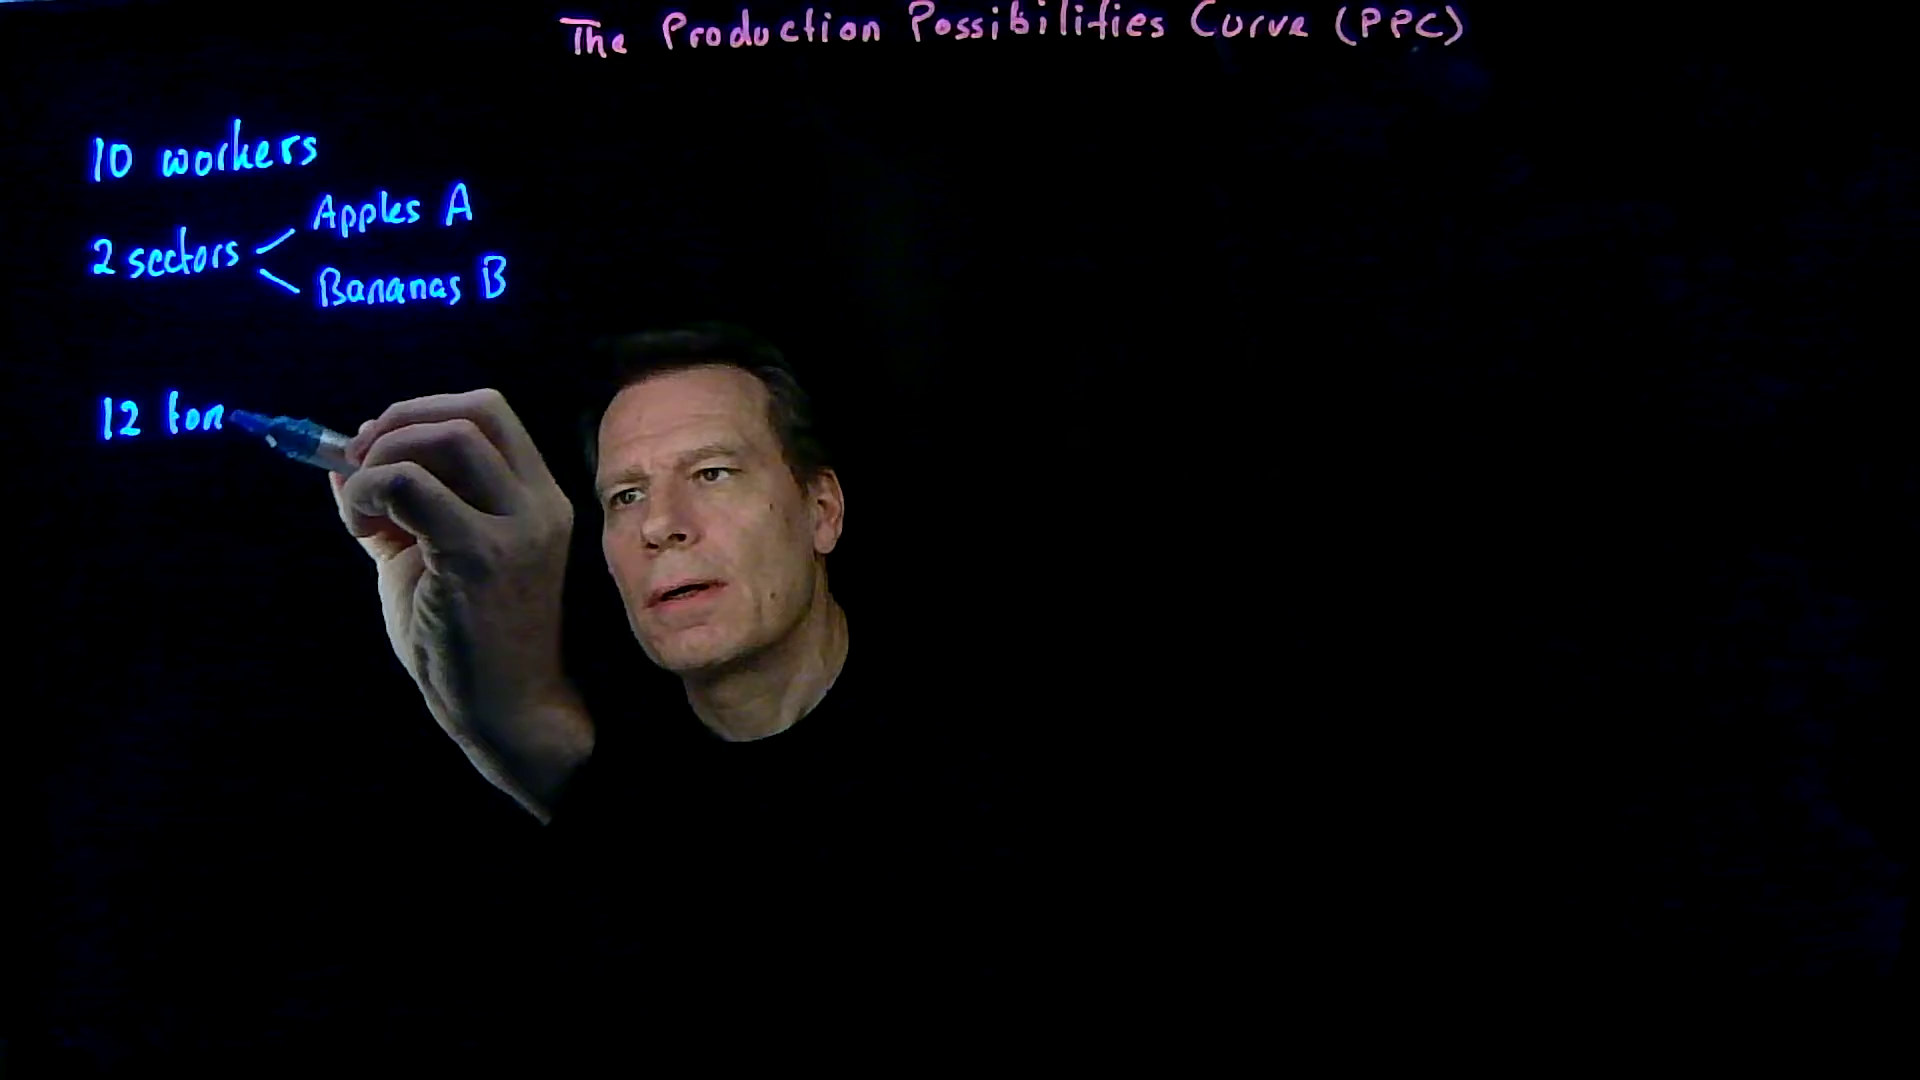 The Production Possibilities Curve (PPC)
10 workers
2 sectors
Apples A
Bananas B
12 ton